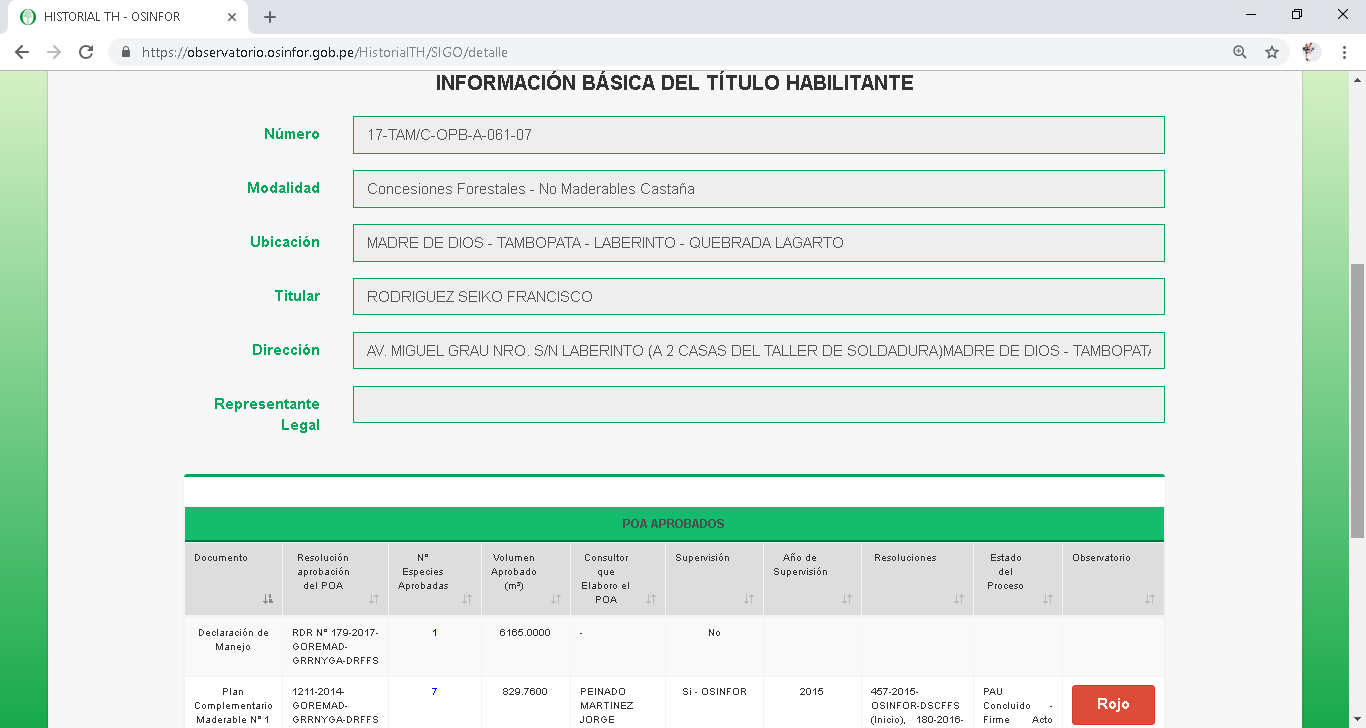 HISTORIAL TH - OSINFOR
https://observatorio.osinfor.gob.pe/HistorialTH/SIGO/detalle
INFORMACIÓN BÁSICA DEL TÍTULO HABILITANTE
Número
17-TAM/C-OPB-A-061-07
Modalidad
Concesiones Forestales - No Maderables Castaña
Ubicación
MADRE DE DIOS - TAMBOPATA - LABERINTO - QUEBRADA LAGARTO
Titular
RODRIGUEZ SEIKO FRANCISCO
Dirección
AV. MIGUEL GRAU NRO. S/N LABERINTO (A 2 CASAS DEL TALLER DE SOLDADURA)MADRE DE DIOS - TAMBOPATA
Representante
Legal
POA APROBADOS
Documento
Resolución
aprobación
del POA
N°
Especies
Aprobadas
Volumen
Aprobado
(m³)
Consultor
que
Elaboro el
POA
Supervisión
Año de
Supervisión
Resoluciones
Estado
del
Proceso
Observatorio
Declaración de
Manejo
RDR N° 179-2017-
GOREMAD-
GRRNYGA-DRFFS
1
6165.0000
-
No
Plan
Complementario
Maderable N° 1
1211-2014-
GOREMAD-
GRRNYGA-DRFFS
7
829.7600
PEINADO
MARTINEZ
JORGE
Si - OSINFOR
2015
457-2015-
OSINFOR-DSCFFS
(Inicio), 180-2016-
PAU
Concluido -
Firme Acto
Rojo